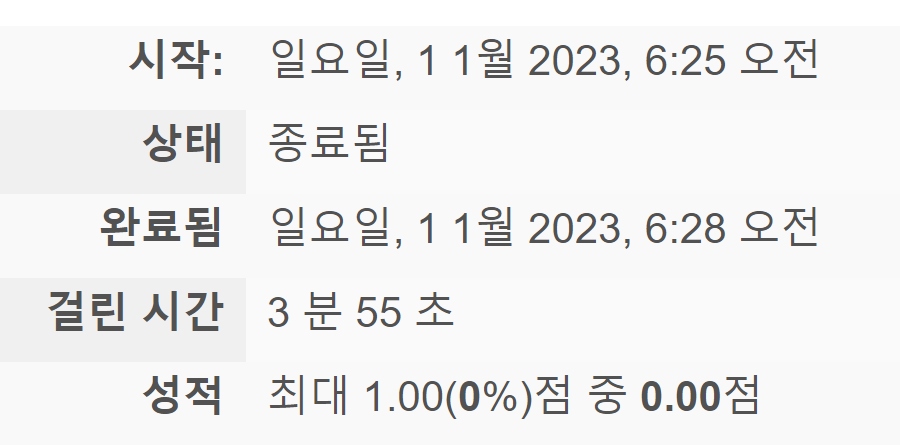 시작: 일요일, 1 1월 2023, 6:25 오전
상태 종료됨
완료됨 일요일, 1 1월 2023, 6:28 오전
걸린 시간 3 분 55 초
성적 최대 1.00(0%)점 중 0.00점